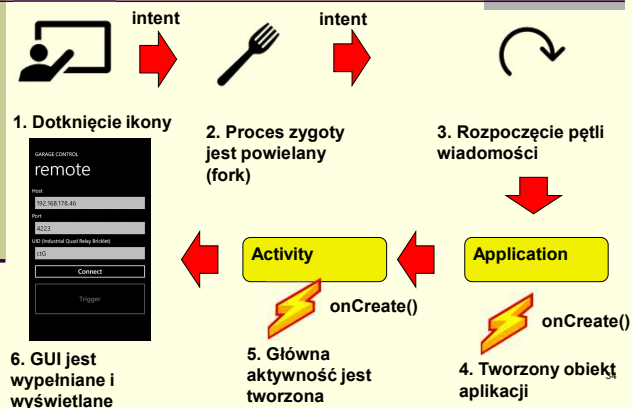 intent
intent
1. Dotknięcie ikony
2. Proces zygoty
jest powielany
(fork)
3. Rozpoczęcie pętli
wiadomości
GARAGE CONTROL
remote
Host
192.168.178.46
Port
4223
UID (Industrial Quad Relay Bricklet)
ctG
Connect
Trigger
Activity
Application
onCreate()
onCreate()
6. GUI jest
wypełniane i
wyświetlane
5. Główna
aktywność jest
tworzona
4. Tworzony obiekt
aplikacji
34